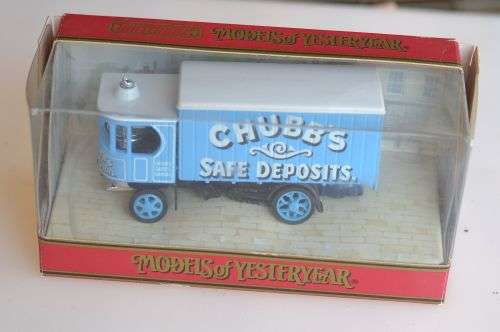 MODELS of YESTERYEAR
CHUBB'S
SAFE DEPOSITS.
MODELS of YESTERYEAR